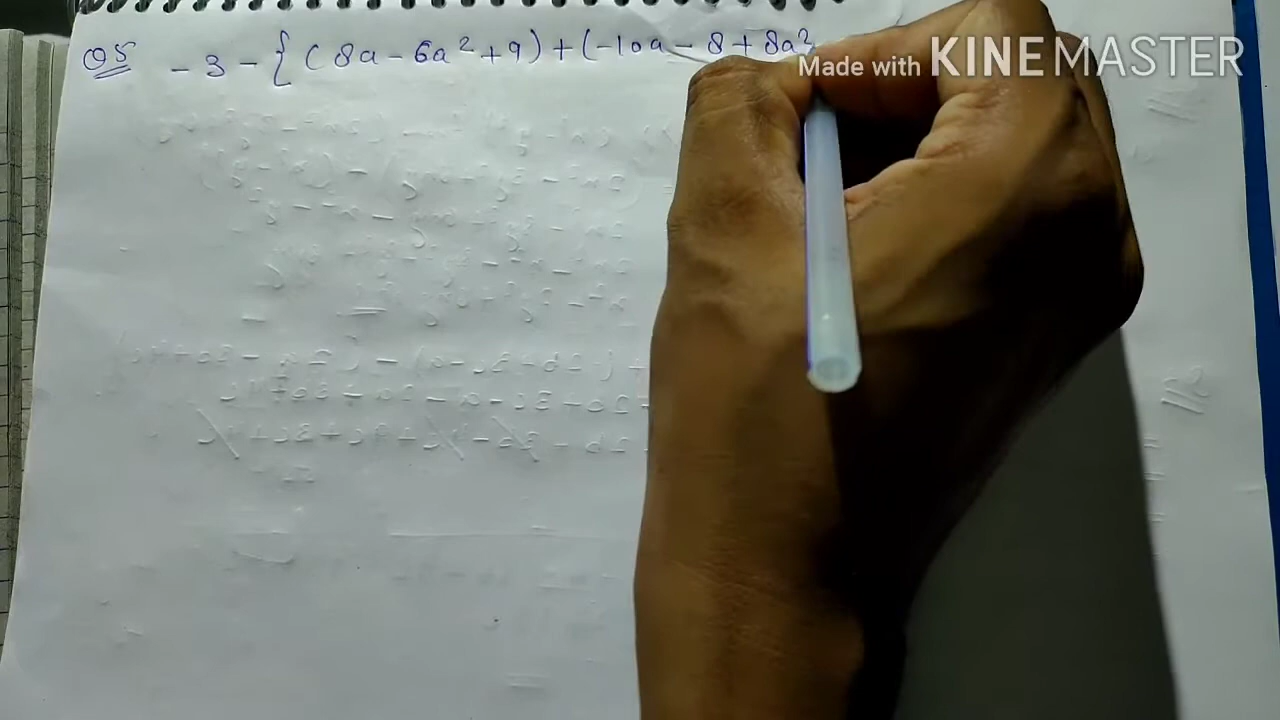 Q5 - 3 - { ( 8a - 6a² + 9 ) + ( - 10a - 8 + 8a²
Made with KINEMASTER